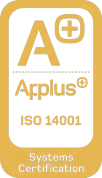 A+
Applus+
ISO 14001
Systems
Certification